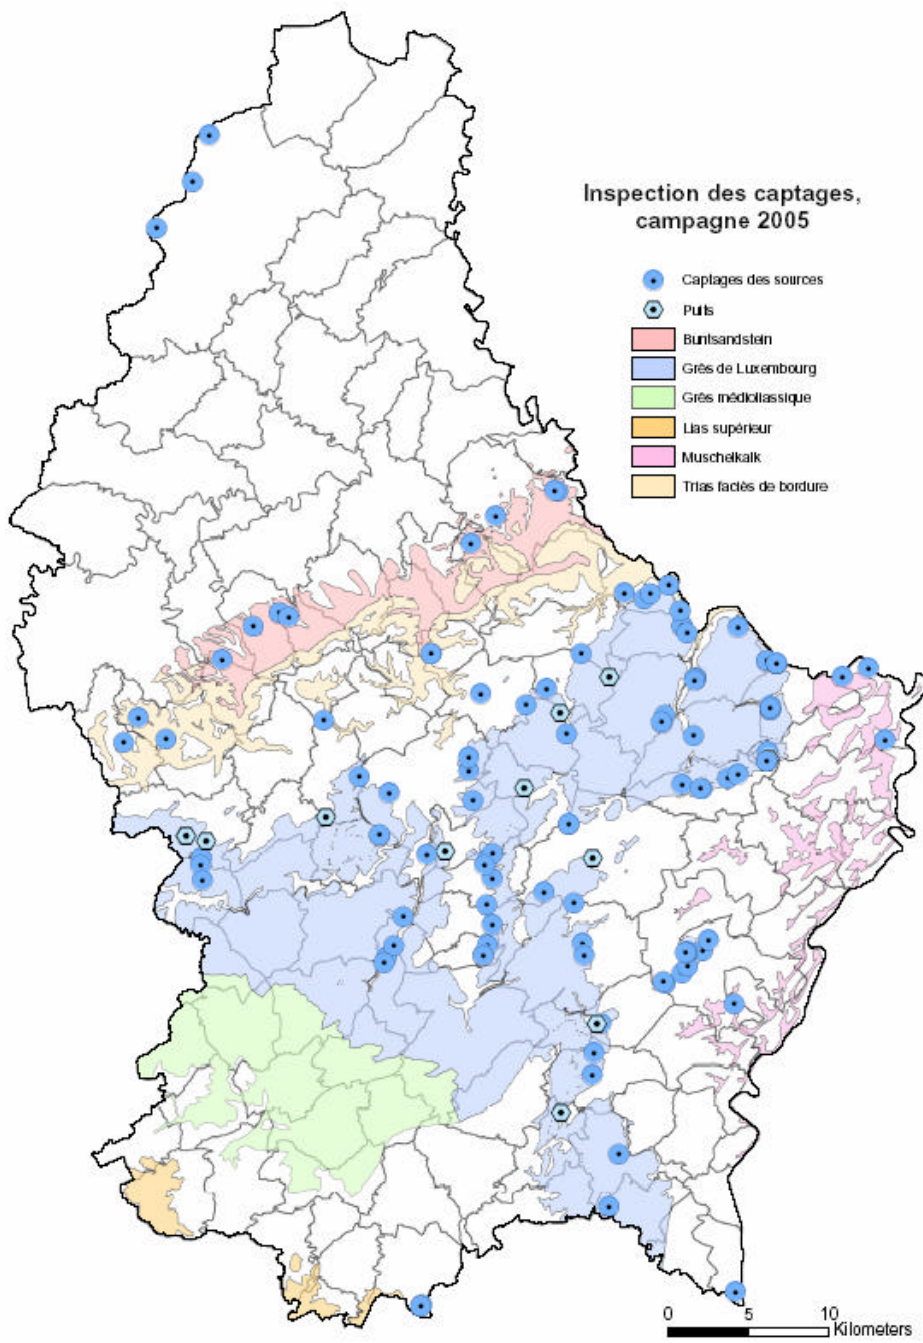 Inspection des captages,
campagne 2005
Captages des sources
Puits
Buntsandstein
Grès de Luxembourg
Grès médioliassique
Lias supérieur
Muschelkalk
Trias faciès de bordure
0 5 10
Kilometers